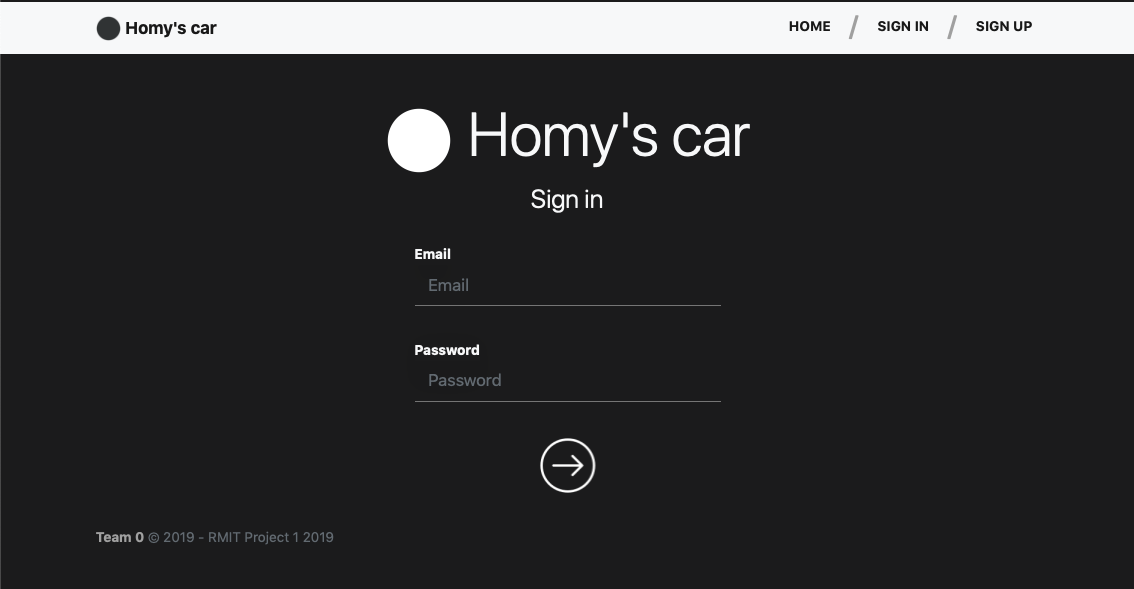 Homy's car
HOME / SIGN IN / SIGN UP
Homy's car
Sign in
Email
Email
Password
Password
Team 0 © 2019 - RMIT Project 1 2019